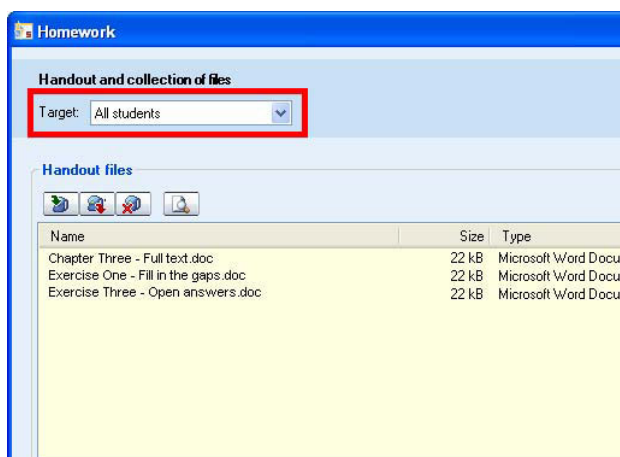 Homework
Handout and collection of files
Target: All students
Handout files
Name Size Type
Chapter Three - Full text.doc 22 kB Microsoft Word Docu
Exercise One - Fill in the gaps.doc 22 kB Microsoft Word Docu
Exercise Three - Open answers.doc 22 kB Microsoft Word Docu